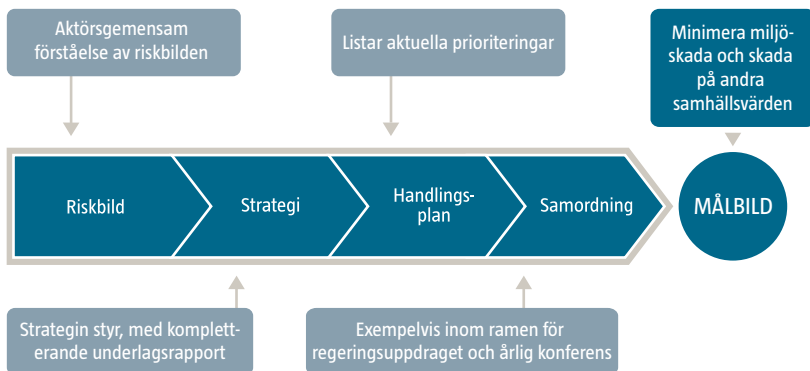 Aktörsgemensam
förståelse av riskbilden
Listar aktuella prioriteringar
Minimera miljö-
skada och skada
på andra
samhällsvärden
Riskbild
Strategi
Handlings-
plan
Samordning
MÅLBILD
Strategin styr, med komplett-
erande underlagsrapport
Exempelvis inom ramen för
regeringsuppdraget och årlig konferens